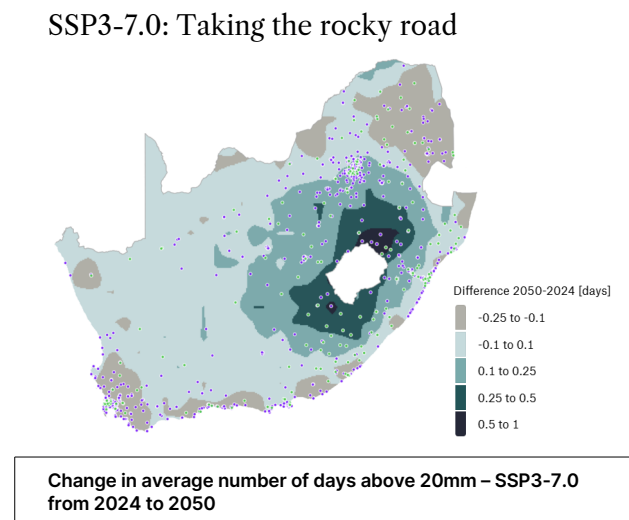 SSP3-7.0: Taking the rocky road
Difference 2050-2024 [days]
-0.25 to -0.1
-0.1 to 0.1
0.1 to 0.25
0.25 to 0.5
0.5 to 1
Change in average number of days above 20mm – SSP3-7.0
from 2024 to 2050